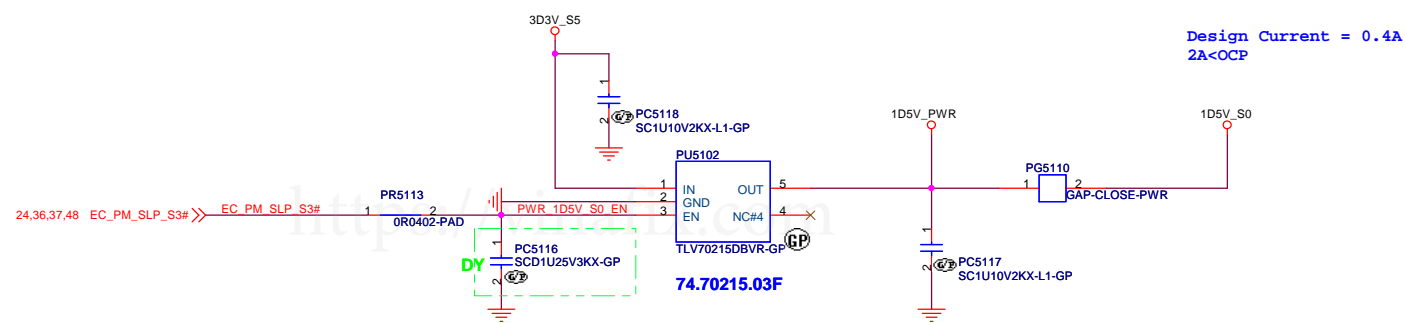 3D3V_S5
Design Current = 0.4A
2A<OCP
1
2
G/P
PC5118
SC1U10V2KX-L1-GP
1D5V_PWR
1D5V_S0
PU5102
PG5110
1
2
GAP-CLOSE-PWR
1 IN OUT 5
2 GND
3 EN NC#4 4
TLV70215DBVR-GP
GP
74.70215.03F
24,36,37,48 EC_PM_SLP_S3#
EC_PM_SLP_S3#
PR5113
1
2
0R0402-PAD
PWR_1D5V_S0_EN
DY
1
2
PC5116
SCD1U25V3KX-GP
G/P
1
2
G/P
PC5117
SC1U10V2KX-L1-GP